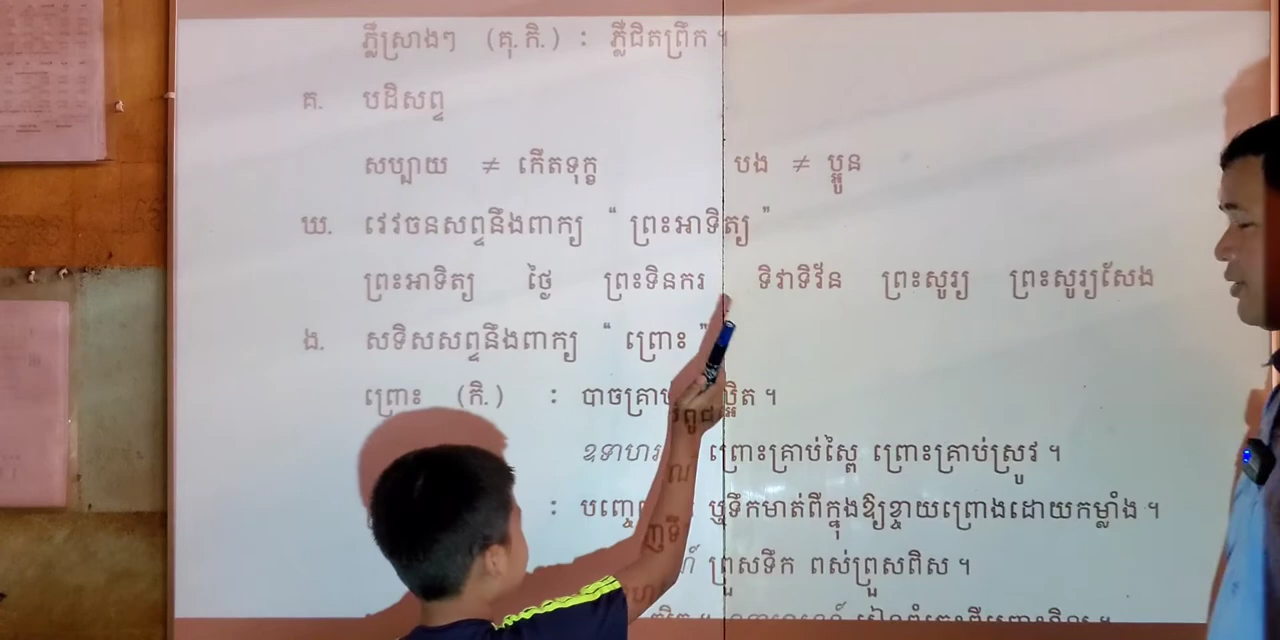 ភ្លឺស្រាងៗ (គុ. កិ.) : ភ្លឺជិតព្រឹក ។
គ. បដិសព្ទ
សប្បាយ ≠ កើតទុក្ខ បង ≠ ប្អូន
ឃ. វេវចនសព្ទនឹងពាក្យ “ ព្រះអាទិត្យ ”
ព្រះអាទិត្យ ថ្ងៃ ព្រះទិនករ ទិវាទិវ័ន ព្រះសូរ្យ ព្រះសូរ្យសែង
ង. សទិសសព្ទនឹងពាក្យ “ ព្រោះ ”
ព្រោះ (កិ.) : បាចគ្រាប់ ។
ព្រោះគ្រាប់ស្ពៃ ព្រោះគ្រាប់ស្រូវ ។
: ឬទឹកមាត់ពីក្នុងឱ្យខ្ចាយព្រោងដោយកម្លាំង ។
ព្រួសទឹក ពស់ព្រួសពិស ។